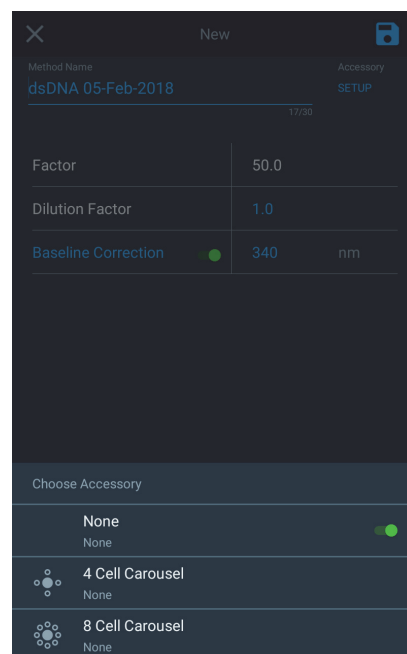 New
Method Name
Accessory
dsDNA 05-Feb-2018
SETUP
17/30
Factor 50.0
Dilution Factor 1.0
Baseline Correction 340 nm
Choose Accessory
None
None
4 Cell Carousel
None
8 Cell Carousel
None